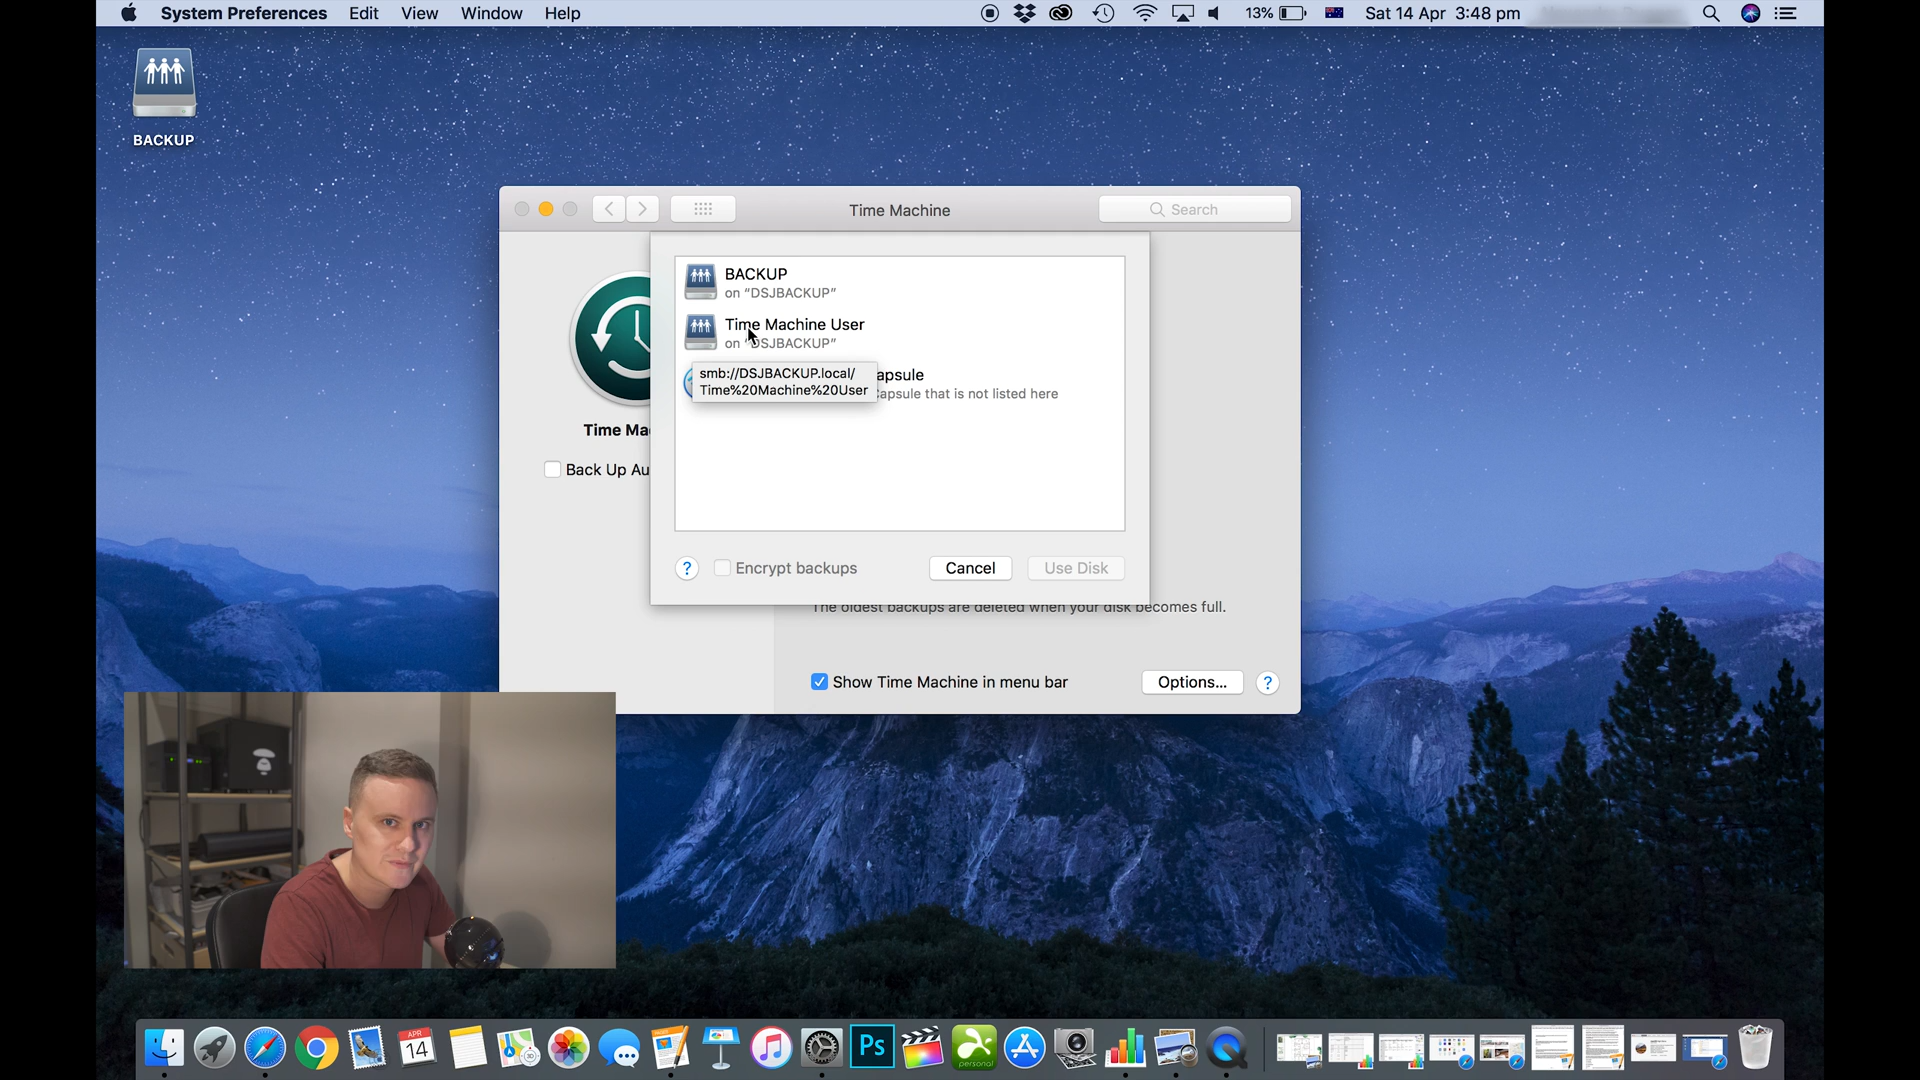 System Preferences Edit View Window Help 13% Sat 14 Apr 3:48 pm
BACKUP
Time Machine
Search
BACKUP
on "DSJBACKUP"
Time Machine User
on "DSJBACKUP"
smb://DSJBACKUP.local/
Time%20Machine%20User
apsule
apsule that is not listed here
Time Ma
Back Up Au
? Encrypt backups Cancel Use Disk
The oldest backups are deleted when your disk becomes full.
Show Time Machine in menu bar Options... ?
APR
14
Ps
personal